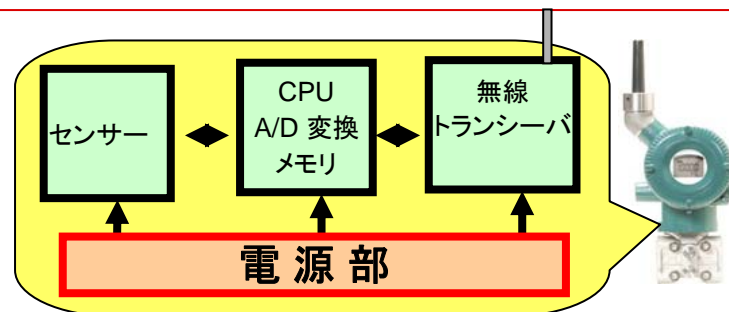 センサー
CPU
A/D 変換
メモリ
無線
トランシーバ
電 源 部